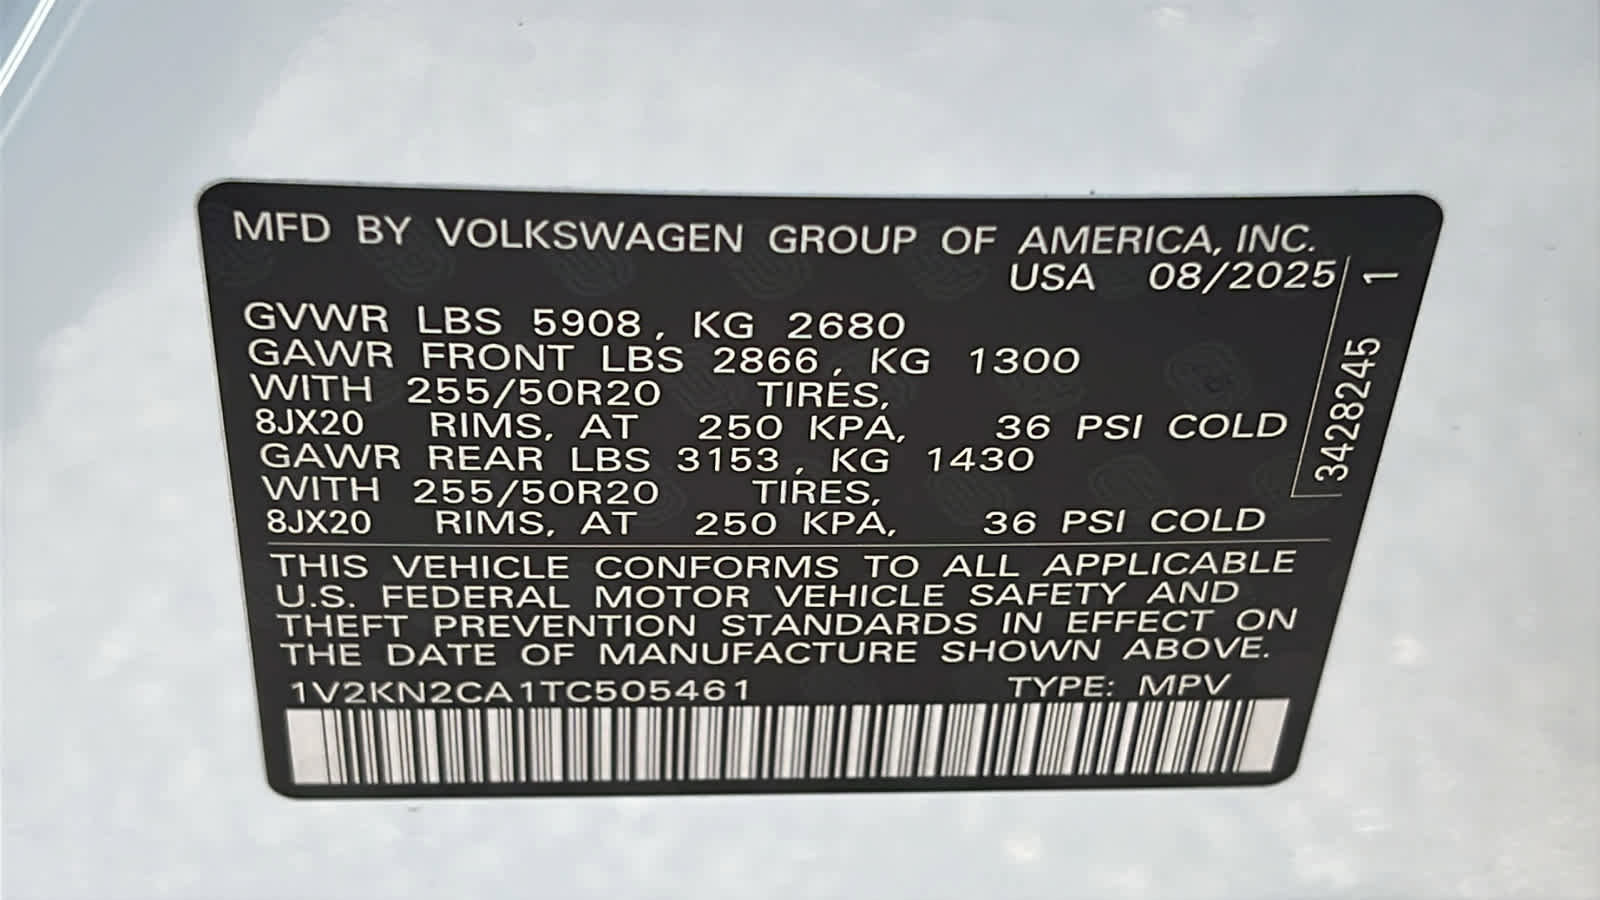 MFD BY VOLKSWAGEN GROUP OF AMERICA, INC.
USA 08/2025
GVWR LBS 5908, KG 2680
GAWR FRONT LBS 2866, KG 1300
WITH 255/50R20 TIRES,
8JX20 RIMS, AT 250 KPA, 36 PSI COLD
GAWR REAR LBS 3153, KG 1430
WITH 255/50R20 TIRES,
8JX20 RIMS, AT 250 KPA, 36 PSI COLD
THIS VEHICLE CONFORMS TO ALL APPLICABLE
U.S. FEDERAL MOTOR VEHICLE SAFETY AND
THEFT PREVENTION STANDARDS IN EFFECT ON
THE DATE OF MANUFACTURE SHOWN ABOVE.
1V2KN2CA1TC505461 TYPE: MPV
3428245 1